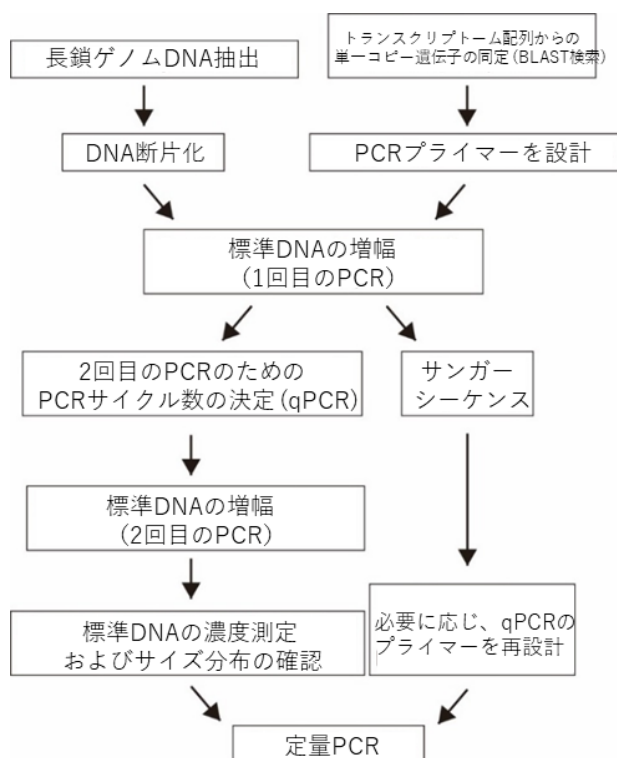 長鎖ゲノムDNA抽出
トランスクリプトーム配列からの
単一コピー遺伝子の同定(BLAST検索)
DNA断片化
PCRプライマーを設計
標準DNAの増幅
(1回目のPCR)
2回目のPCRのための
PCRサイクル数の決定(qPCR)
サンガー
シーケンス
標準DNAの増幅
(2回目のPCR)
標準DNAの濃度測定
およびサイズ分布の確認
必要に応じ、qPCRの
プライマーを再設計
定量PCR